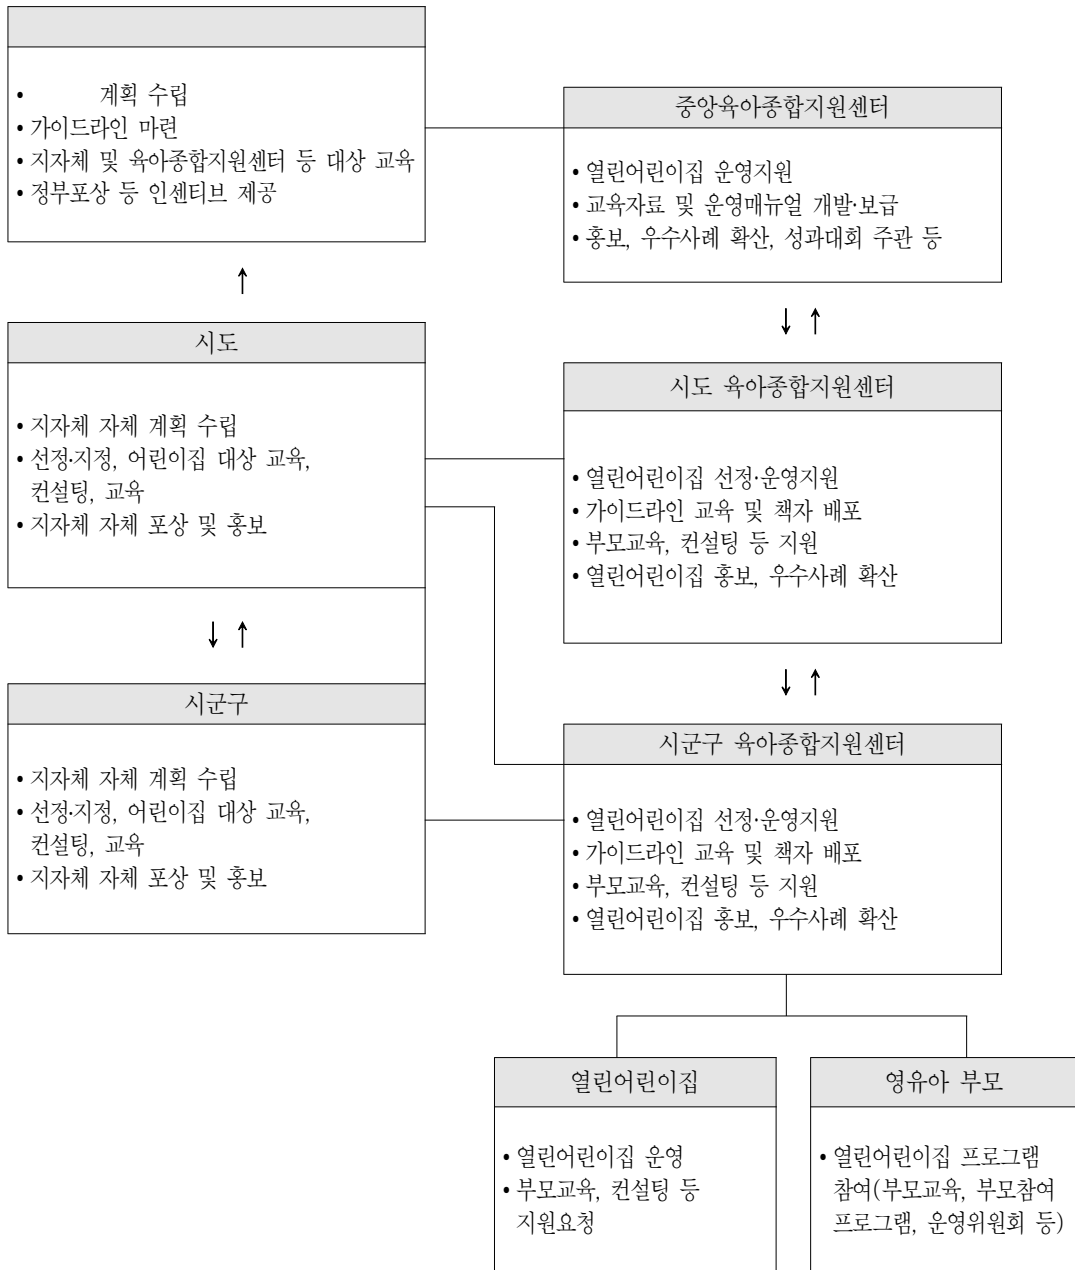 • 계획 수립
• 가이드라인 마련
• 지자체 및 육아종합지원센터 등 대상 교육
• 정부포상 등 인센티브 제공
중앙육아종합지원센터
• 열린어린이집 운영지원
• 교육자료 및 운영매뉴얼 개발·보급
• 홍보, 우수사례 확산, 성과대회 주관 등
↑
↓ ↑
시도
• 지자체 자체 계획 수립
• 선정·지정, 어린이집 대상 교육,
컨설팅, 교육
• 지자체 자체 포상 및 홍보
시도 육아종합지원센터
• 열린어린이집 선정·운영지원
• 가이드라인 교육 및 책자 배포
• 부모교육, 컨설팅 등 지원
• 열린어린이집 홍보, 우수사례 확산
↓ ↑
↓ ↑
시군구
• 지자체 자체 계획 수립
• 선정·지정, 어린이집 대상 교육,
컨설팅, 교육
• 지자체 자체 포상 및 홍보
시군구 육아종합지원센터
• 열린어린이집 선정·운영지원
• 가이드라인 교육 및 책자 배포
• 부모교육, 컨설팅 등 지원
• 열린어린이집 홍보, 우수사례 확산
열린어린이집
• 열린어린이집 운영
• 부모교육, 컨설팅 등
지원요청
영유아 부모
• 열린어린이집 프로그램
참여(부모교육, 부모참여
프로그램, 운영위원회 등)